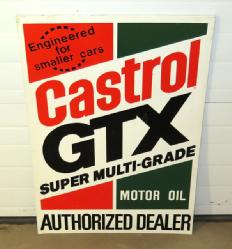 Engineered
for
smaller cars
Castrol
GTX
SUPER MULTI-GRADE
MOTOR OIL
AUTHORIZED DEALER